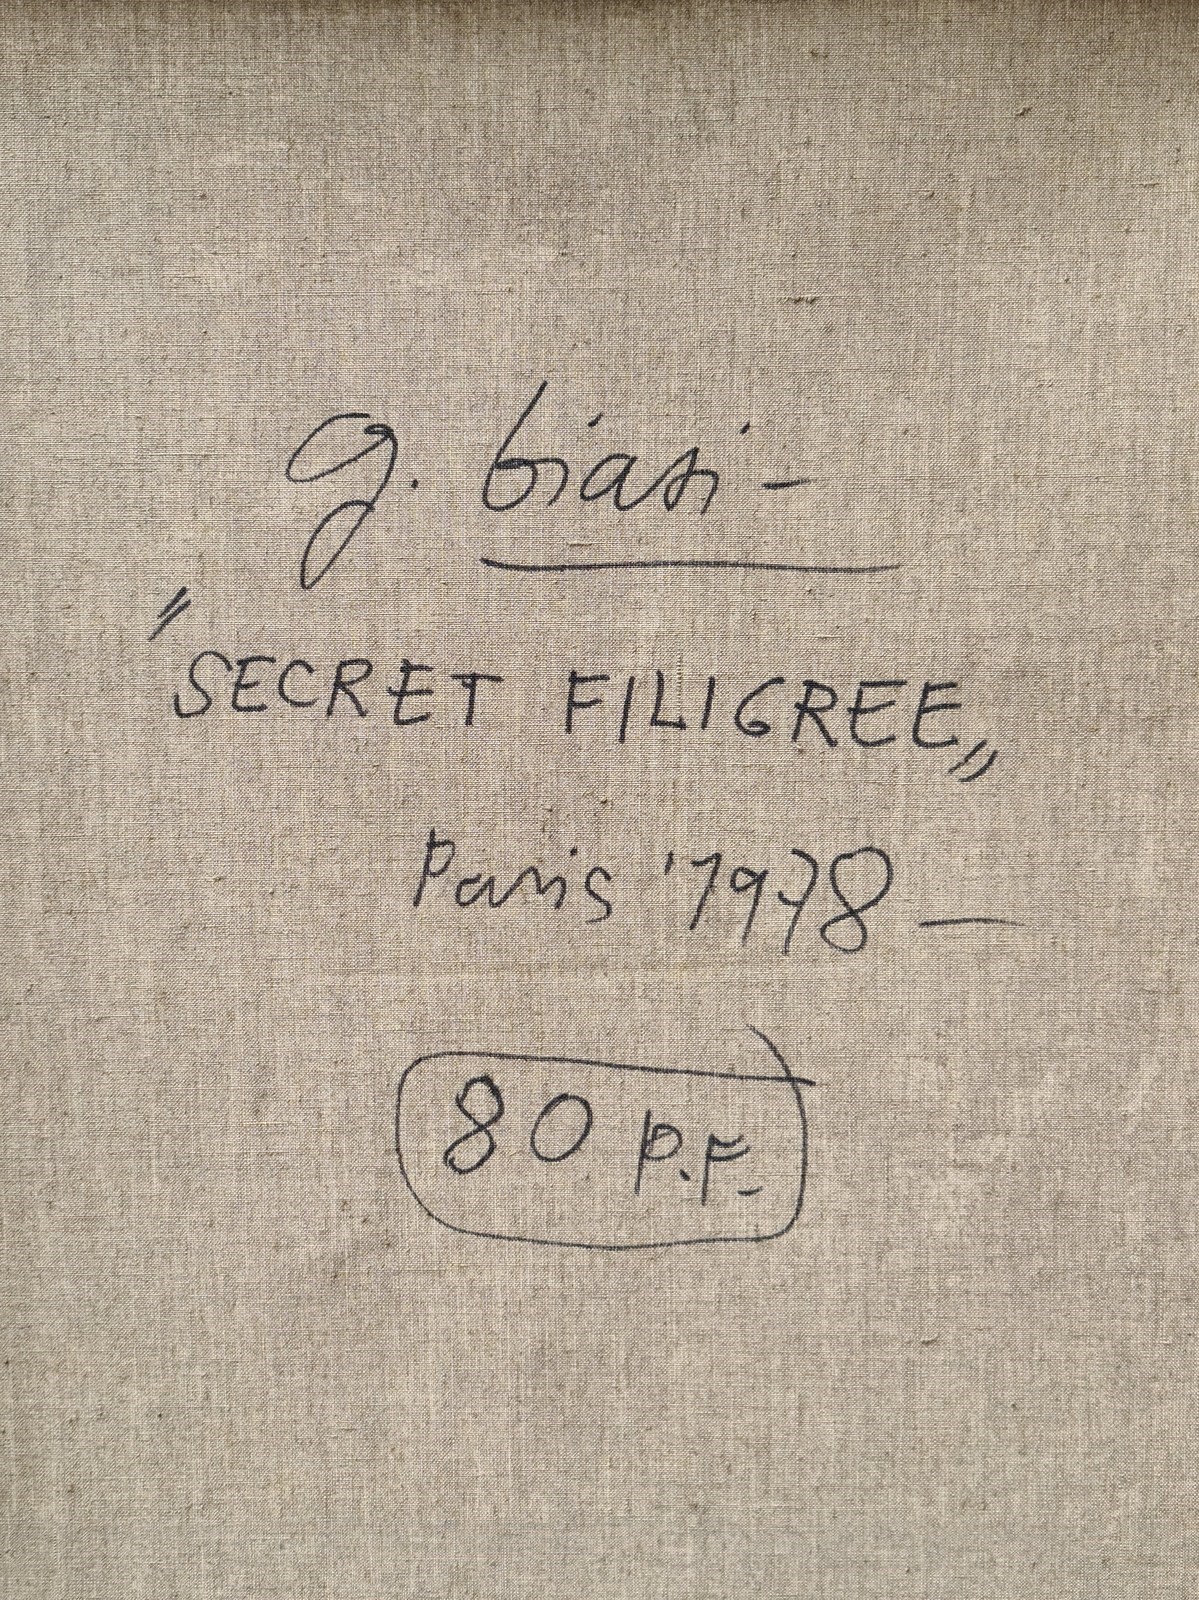 g. biasi -
"SECRET FILIGREE"
Paris '1978 —
80 P.F.